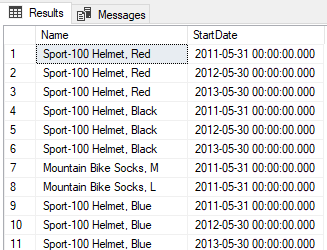 Results Messages
Name StartDate
1 Sport-100 Helmet, Red 2011-05-31 00:00:00.000
2 Sport-100 Helmet, Red 2012-05-30 00:00:00.000
3 Sport-100 Helmet, Red 2013-05-30 00:00:00.000
4 Sport-100 Helmet, Black 2011-05-31 00:00:00.000
5 Sport-100 Helmet, Black 2012-05-30 00:00:00.000
6 Sport-100 Helmet, Black 2013-05-30 00:00:00.000
7 Mountain Bike Socks, M 2011-05-31 00:00:00.000
8 Mountain Bike Socks, L 2011-05-31 00:00:00.000
9 Sport-100 Helmet, Blue 2011-05-31 00:00:00.000
10 Sport-100 Helmet, Blue 2012-05-30 00:00:00.000
11 Sport-100 Helmet, Blue 2013-05-30 00:00:00.000